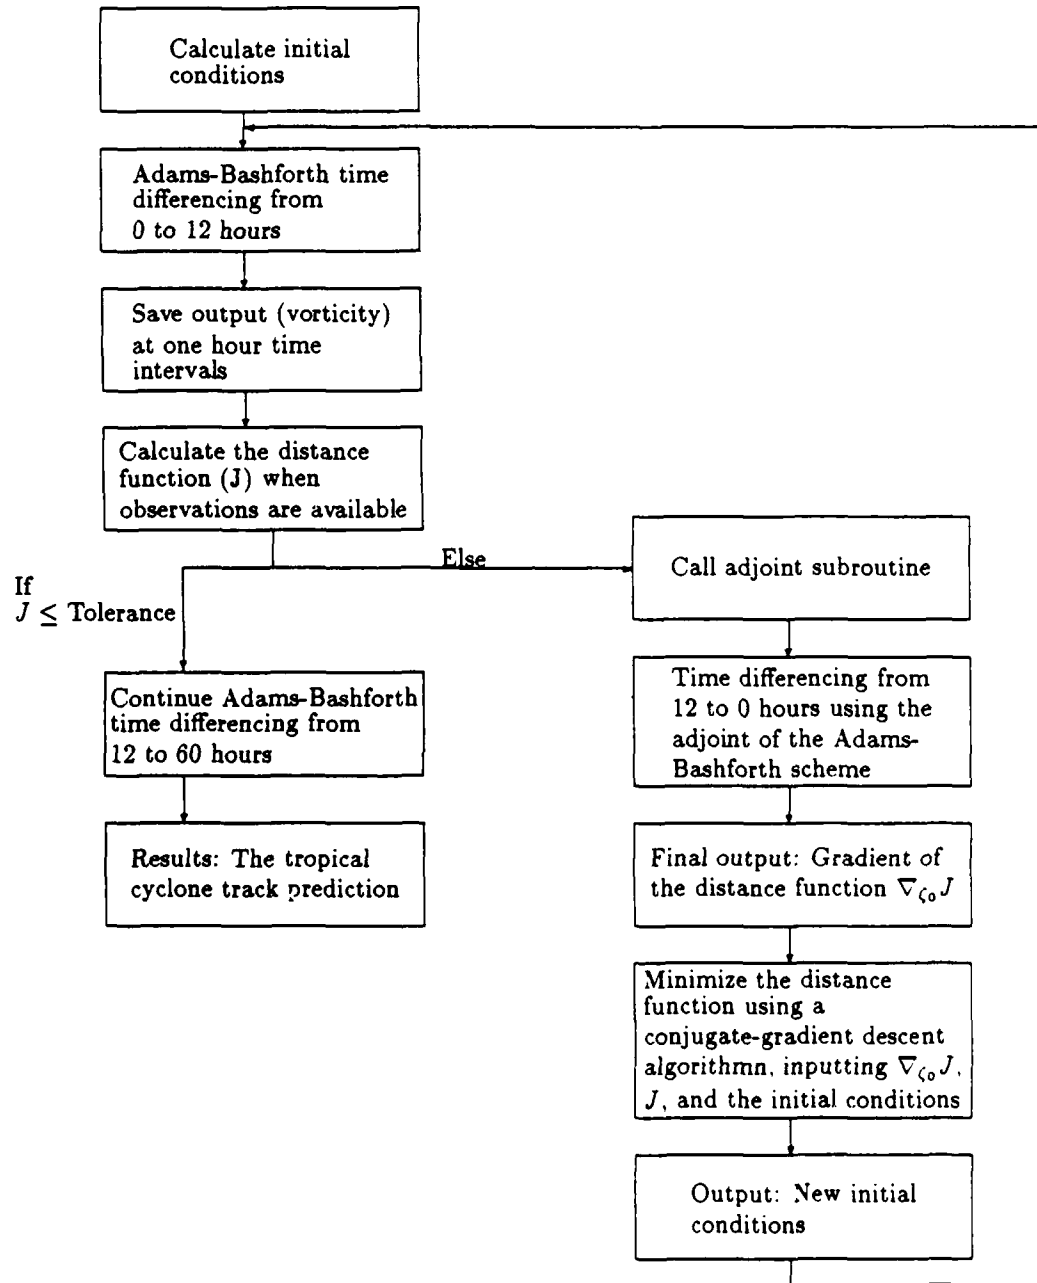 Calculate initial
conditions
Adams-Bashforth time
differencing from
0 to 12 hours
Save output (vorticity)
at one hour time
intervals
Calculate the distance
function (J) when
observations are available
If
J ≤ Tolerance
Else
Continue Adams-Bashforth
time differencing from
12 to 60 hours
Results: The tropical
cyclone track prediction
Call adjoint subroutine
Time differencing from
12 to 0 hours using the
adjoint of the Adams-
Bashforth scheme
Final output: Gradient of
the distance function ∇ζ₀J
Minimize the distance
function using a
conjugate-gradient descent
algorithmn, inputting ∇ζ₀J,
J, and the initial conditions
Output: New initial
conditions